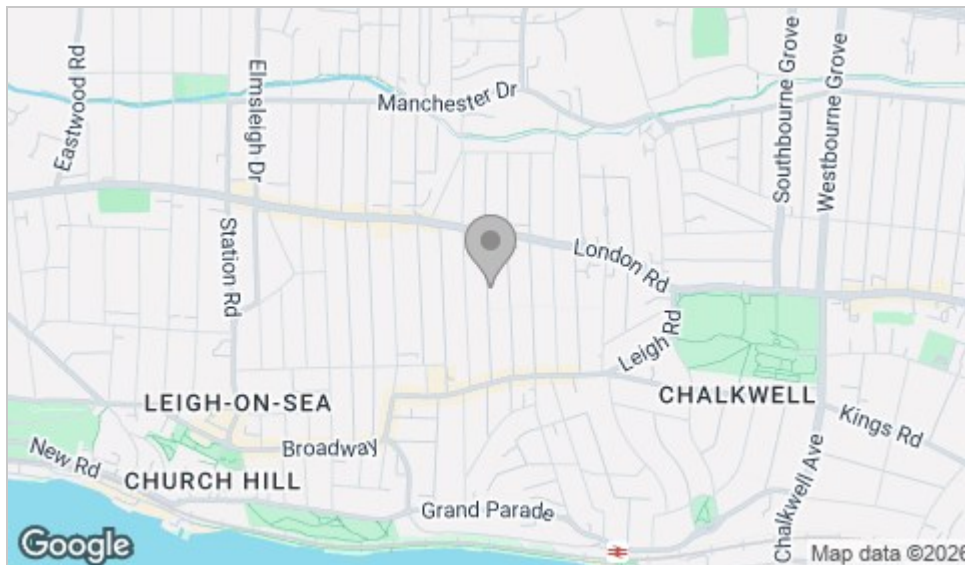 Eastwood Rd
Elmsleigh Dr
Manchester Dr
Southbourne Grove
Westbourne Grove
Station Rd
London Rd
Leigh Rd
LEIGH-ON-SEA
CHALKWELL
Kings Rd
New Rd
Broadway
CHURCH HILL
Grand Parade
Chalkwell Ave
Google
Map data ©2026